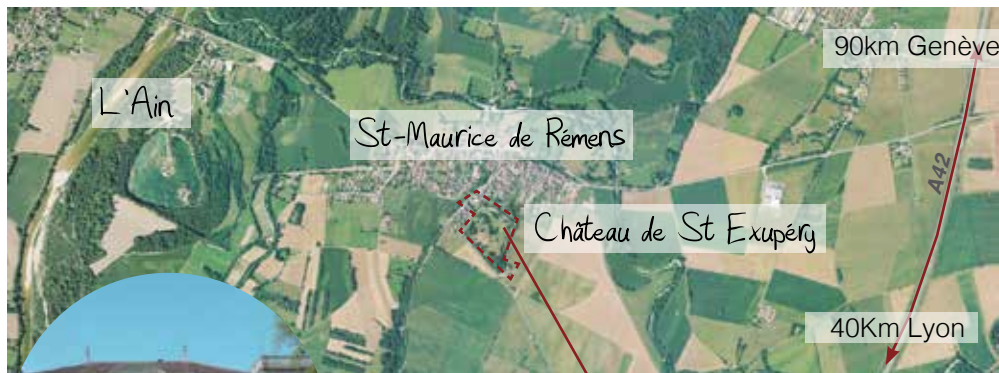 90km Genève
L'Ain
St-Maurice de Rémens
A42
Château de St Exupéry
40Km Lyon